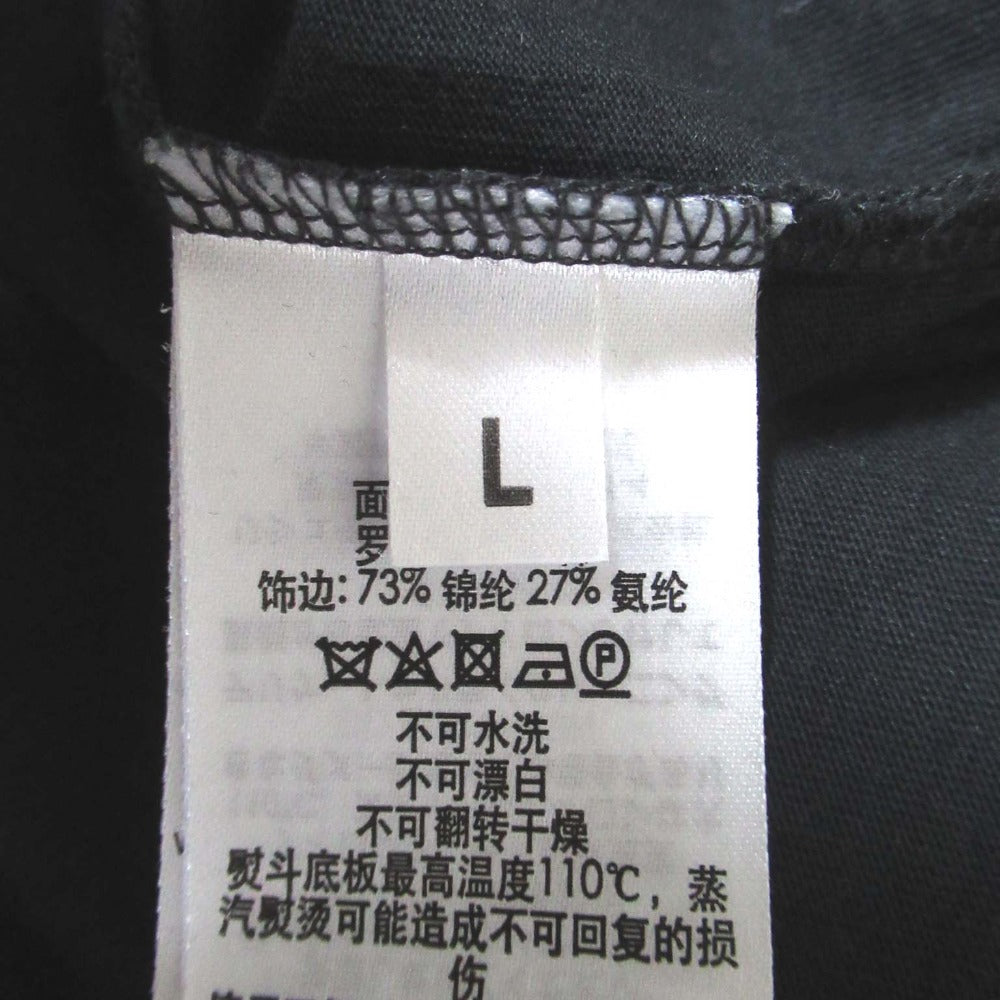 L
面
罗
饰边: 73% 锦纶 27% 氨纶
P
不可水洗
不可漂白
不可翻转干燥
熨斗底板最高温度110℃，蒸
汽熨烫可能造成不可回复的损
伤